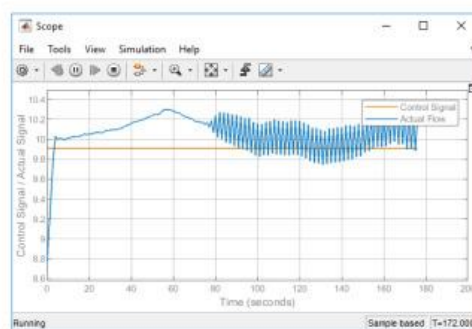 Scope
File Tools View Simulation Help
Control Signal
Actual Flow
Control Signal / Actual Signal
10.4
10.2
10
9.8
9.6
9.4
9.2
9
8.8
8.6
0 20 40 60 80 100 120 140 160 180 200
Time (seconds)
Running Sample based T=172.000